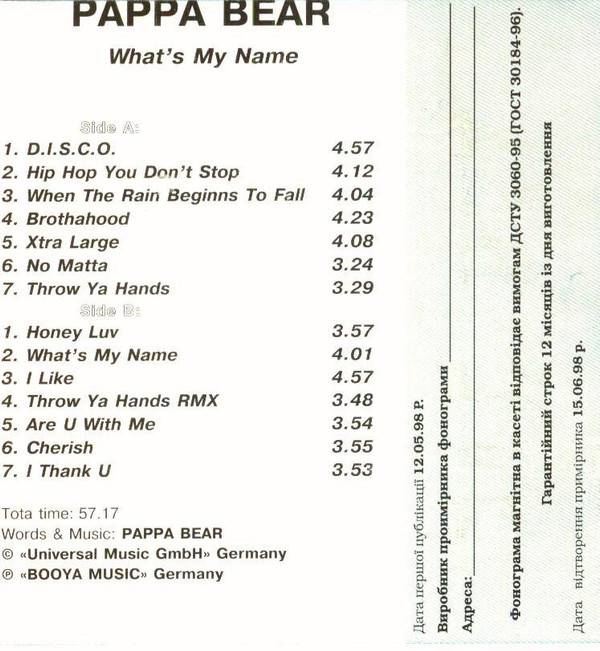 PAPPA BEAR
What's My Name
Side A:
1. D.I.S.C.O. 4.57
2. Hip Hop You Don't Stop 4.12
3. When The Rain Beginns To Fall 4.04
4. Brothahood 4.23
5. Xtra Large 4.08
6. No Matta 3.24
7. Throw Ya Hands 3.29
Side B:
1. Honey Luv 3.57
2. What's My Name 4.01
3. I Like 4.57
4. Throw Ya Hands RMX 3.48
5. Are U With Me 3.54
6. Cherish 3.55
7. I Thank U 3.53
Tota time: 57.17
Words & Music: PAPPA BEAR
© «Universal Music GmbH» Germany
℗ «BOOYA MUSIC» Germany
Дата першої публікації 12.05.98 Р.
Виробник проимірника фонограми
Адреса:
Фонограма магнітна в касеті відповідає вимогам ДСТУ 3060-95 (ГОСТ 30184-96).
Гарантійний строк 12 місяців із дня виготовлення
Дата відтворення примірника 15.06.98 р.